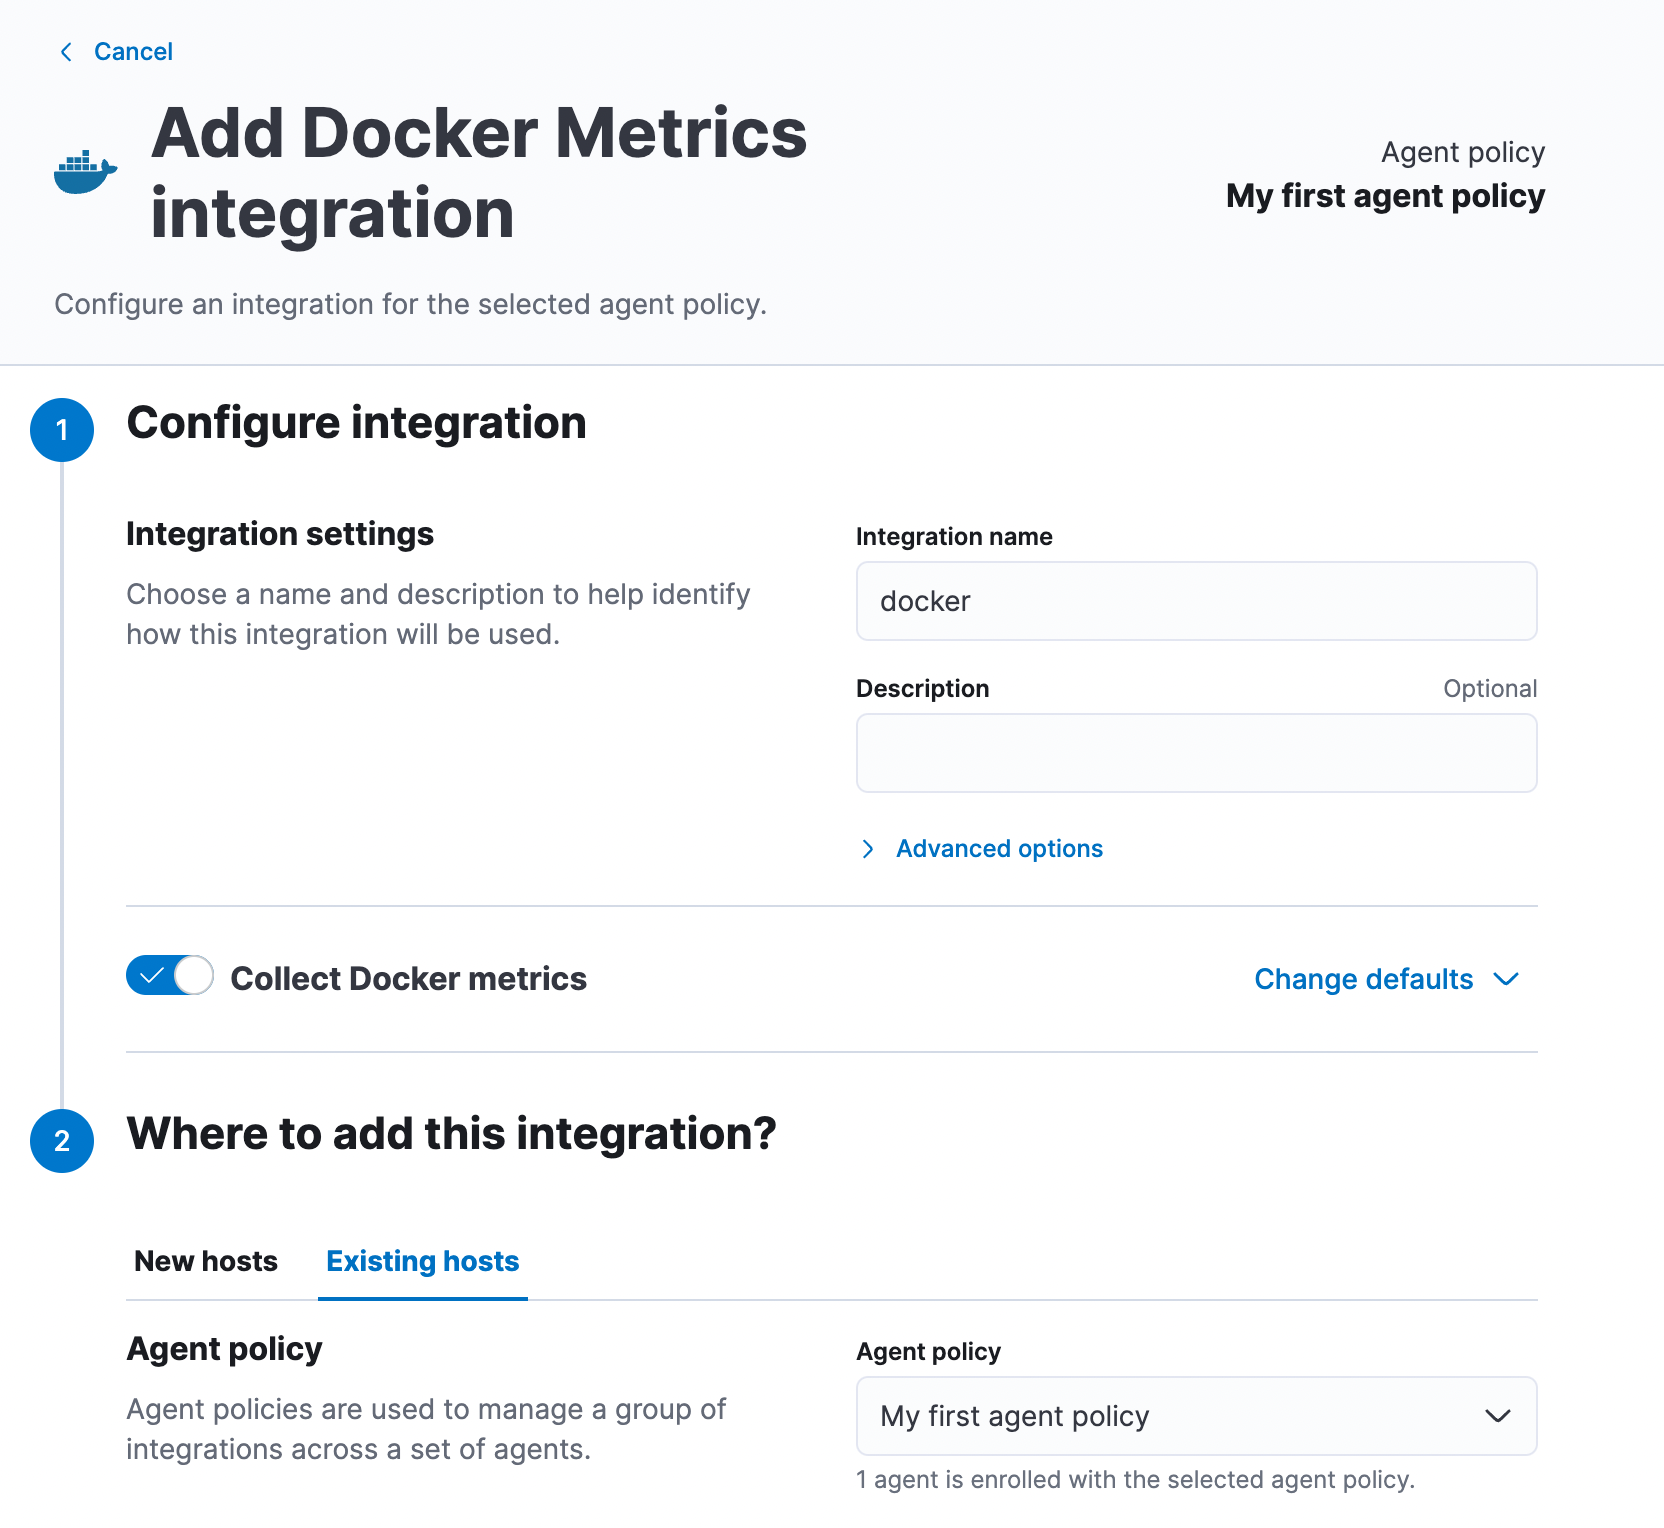 Cancel
Add Docker Metrics
integration
Agent policy
My first agent policy
Configure an integration for the selected agent policy.
1
Configure integration
Integration settings
Choose a name and description to help identify
how this integration will be used.
Integration name
docker
Description
Optional
Advanced options
Collect Docker metrics
Change defaults
2
Where to add this integration?
New hosts
Existing hosts
Agent policy
Agent policies are used to manage a group of
integrations across a set of agents.
Agent policy
My first agent policy
1 agent is enrolled with the selected agent policy.